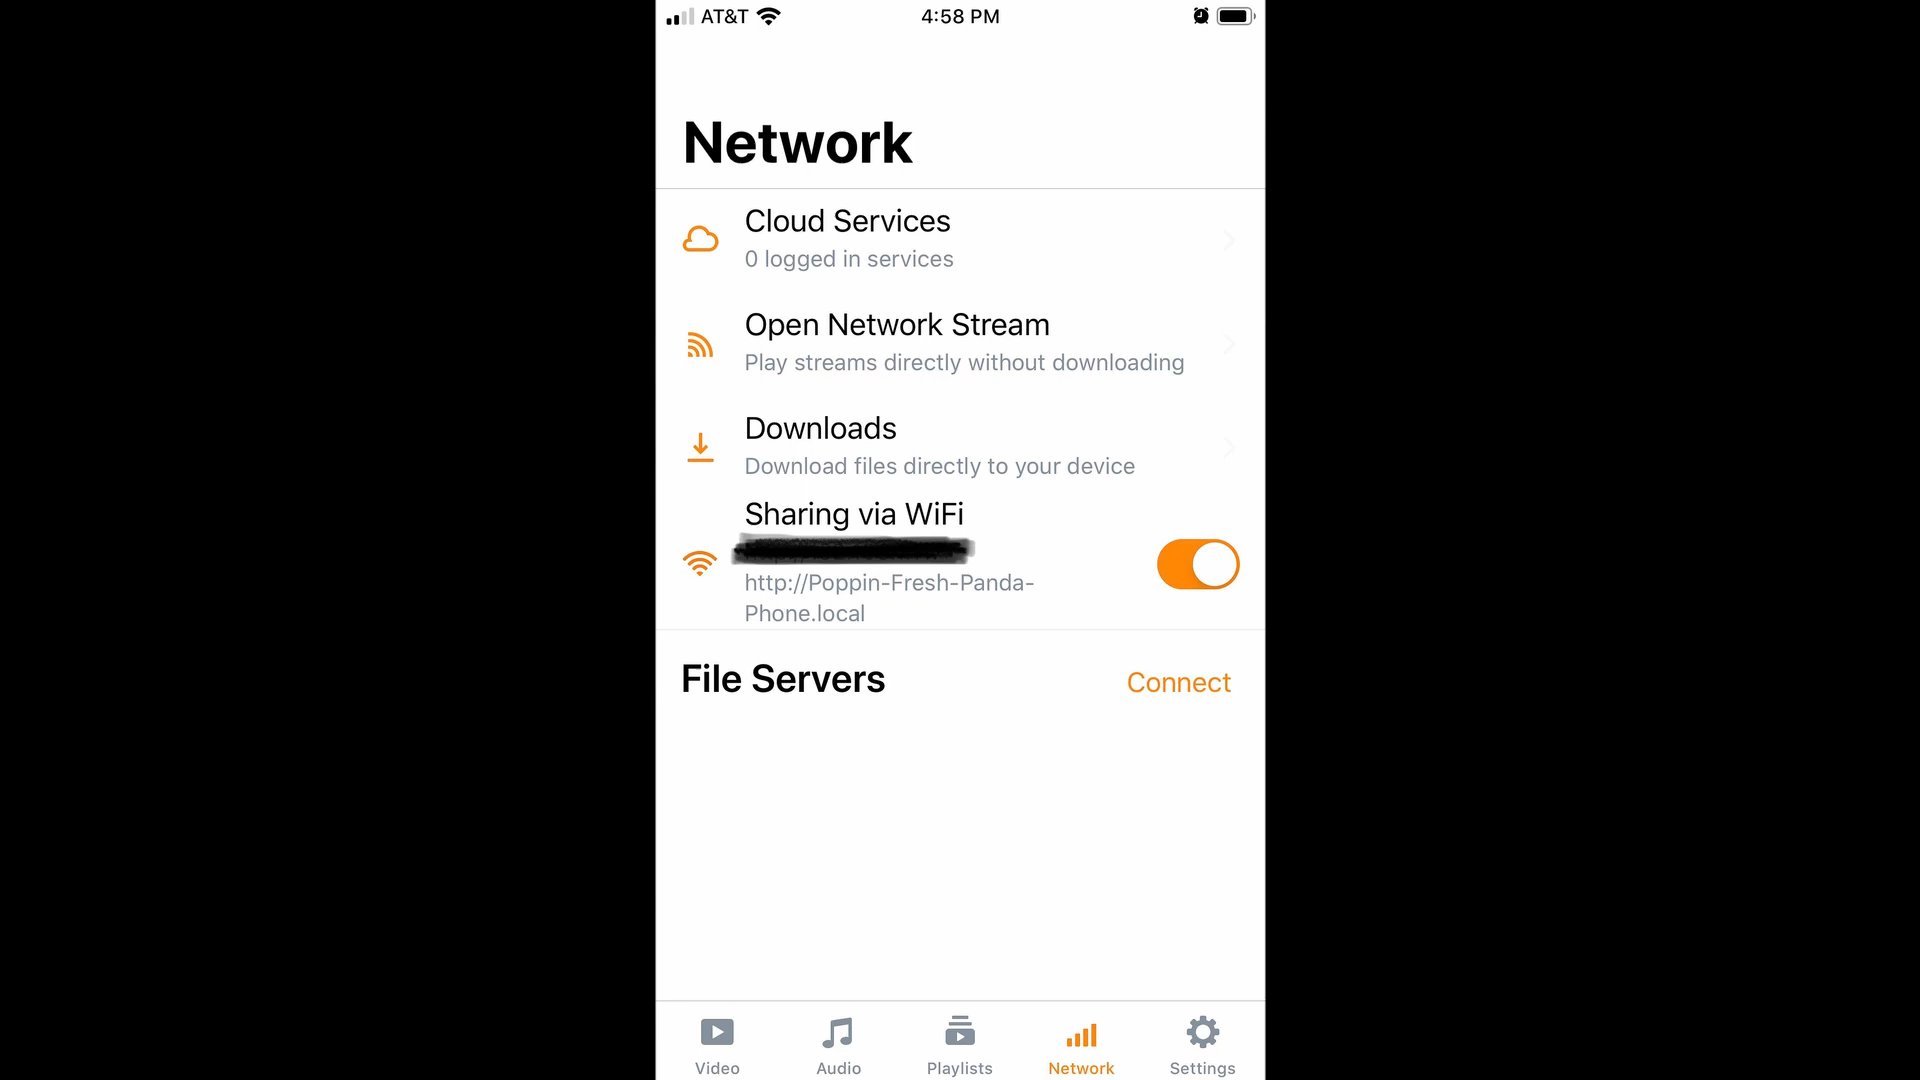 AT&T 4:58 PM
Network
Cloud Services
0 logged in services
Open Network Stream
Play streams directly without downloading
Downloads
Download files directly to your device
Sharing via WiFi
http://Poppin-Fresh-Panda-
Phone.local
File Servers Connect
Video Audio Playlists Network Settings